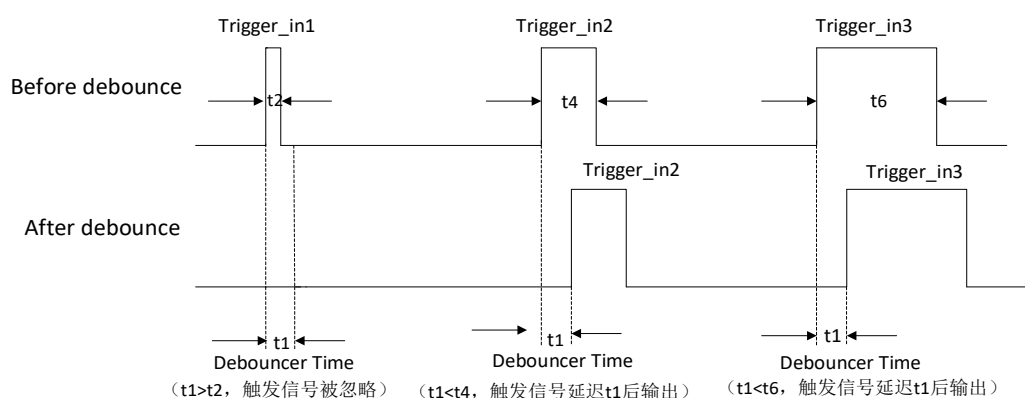 Trigger_in1
Trigger_in2
Trigger_in3
Before debounce
t2
t4
t6
Trigger_in2
Trigger_in3
After debounce
t1
t1
t1
Debouncer Time
Debouncer Time
Debouncer Time
（t1>t2，触发信号被忽略）
（t1<t4，触发信号延迟t1后输出）
（t1<t6，触发信号延迟t1后输出）